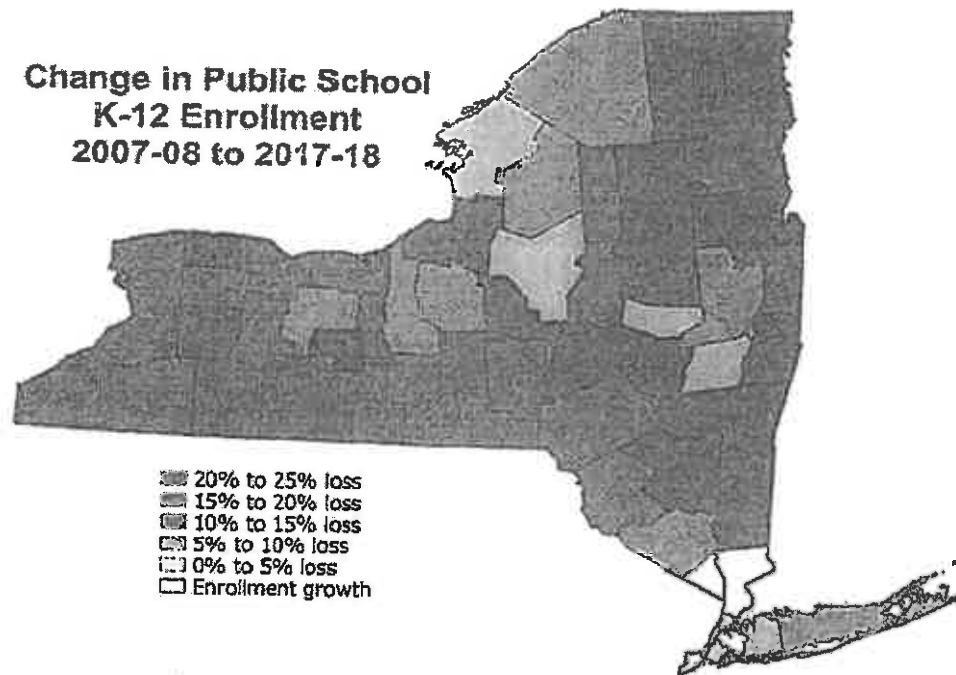 Change in Public School
K-12 Enrollment
2007-08 to 2017-18
20% to 25% loss
15% to 20% loss
10% to 15% loss
5% to 10% loss
0% to 5% loss
Enrollment growth